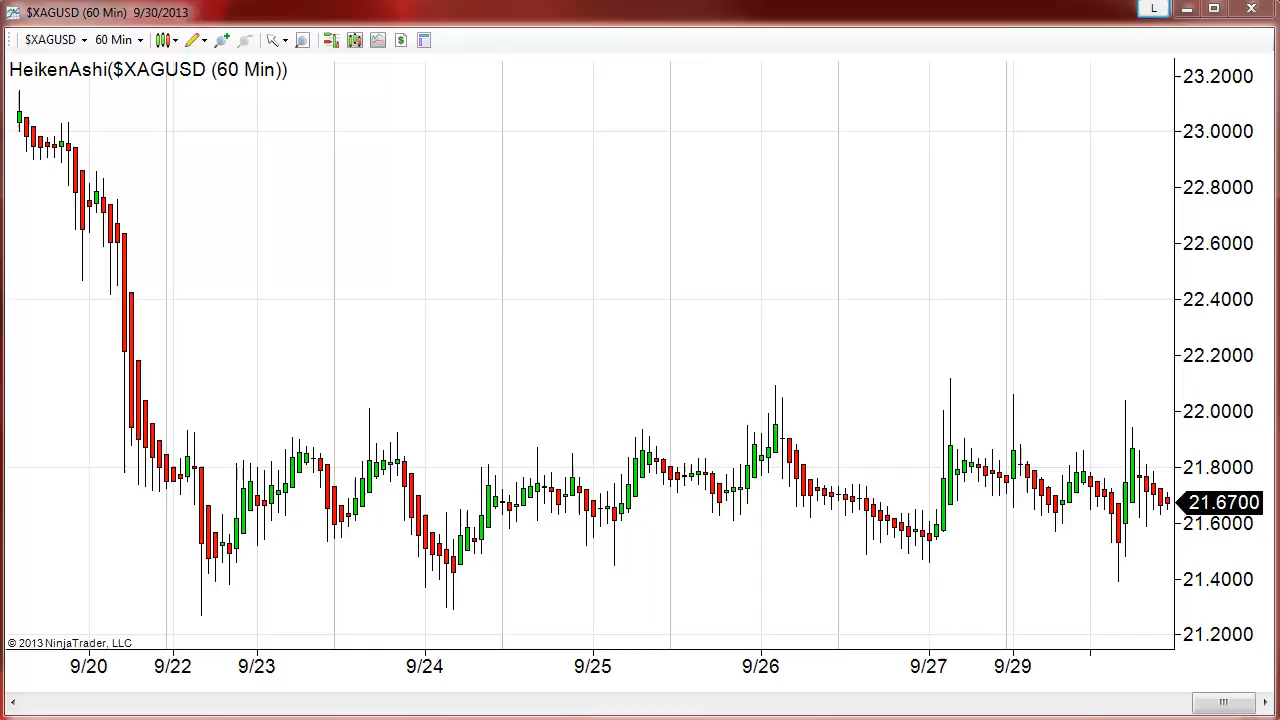 $XAGUSD (60 Min)  9/30/2013
L
$XAGUSD 60 Min
HeikenAshi($XAGUSD (60 Min))
23.2000
23.0000
22.8000
22.6000
22.4000
22.2000
22.0000
21.8000
21.6700
21.6000
21.4000
21.2000
© 2013 NinjaTrader, LLC
9/20 9/22 9/23 9/24 9/25 9/26 9/27 9/29